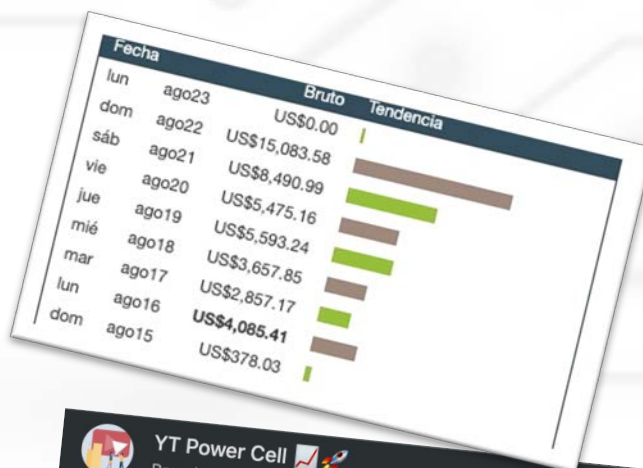 Fecha Bruto Tendencia
lun ago23 US$0.00
dom ago22 US$15,083.58
sáb ago21 US$8,490.99
vie ago20 US$5,475.16
jue ago19 US$5,593.24
mié ago18 US$3,657.85
mar ago17 US$2,857.17
lun ago16 US$4,085.41
dom ago15 US$378.03
YT Power Cell 📈🚀